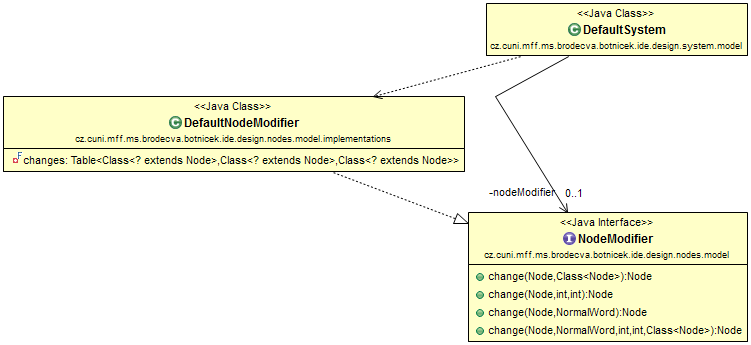 <<Java Class>>
DefaultSystem
cz.cuni.mff.ms.brodecva.botnicek.ide.design.system.model
<<Java Class>>
DefaultNodeModifier
cz.cuni.mff.ms.brodecva.botnicek.ide.design.nodes.model.implementations
changes: Table<Class<? extends Node>,Class<? extends Node>,Class<? extends Node>>
-nodeModifier 0..1
<<Java Interface>>
NodeModifier
cz.cuni.mff.ms.brodecva.botnicek.ide.design.nodes.model
change(Node,Class<Node>):Node
change(Node,int,int):Node
change(Node,NormalWord):Node
change(Node,NormalWord,int,int,Class<Node>):Node